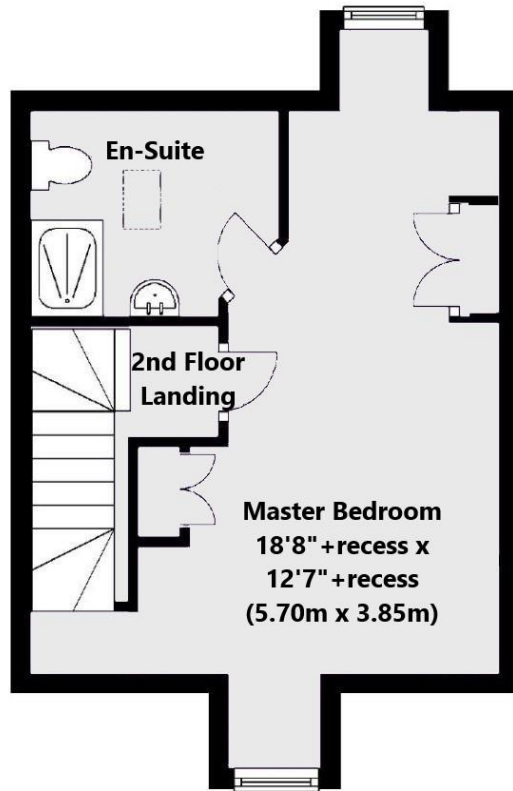 En-Suite
2nd Floor
Landing
Master Bedroom
18'8"+recess x
12'7"+recess
(5.70m x 3.85m)